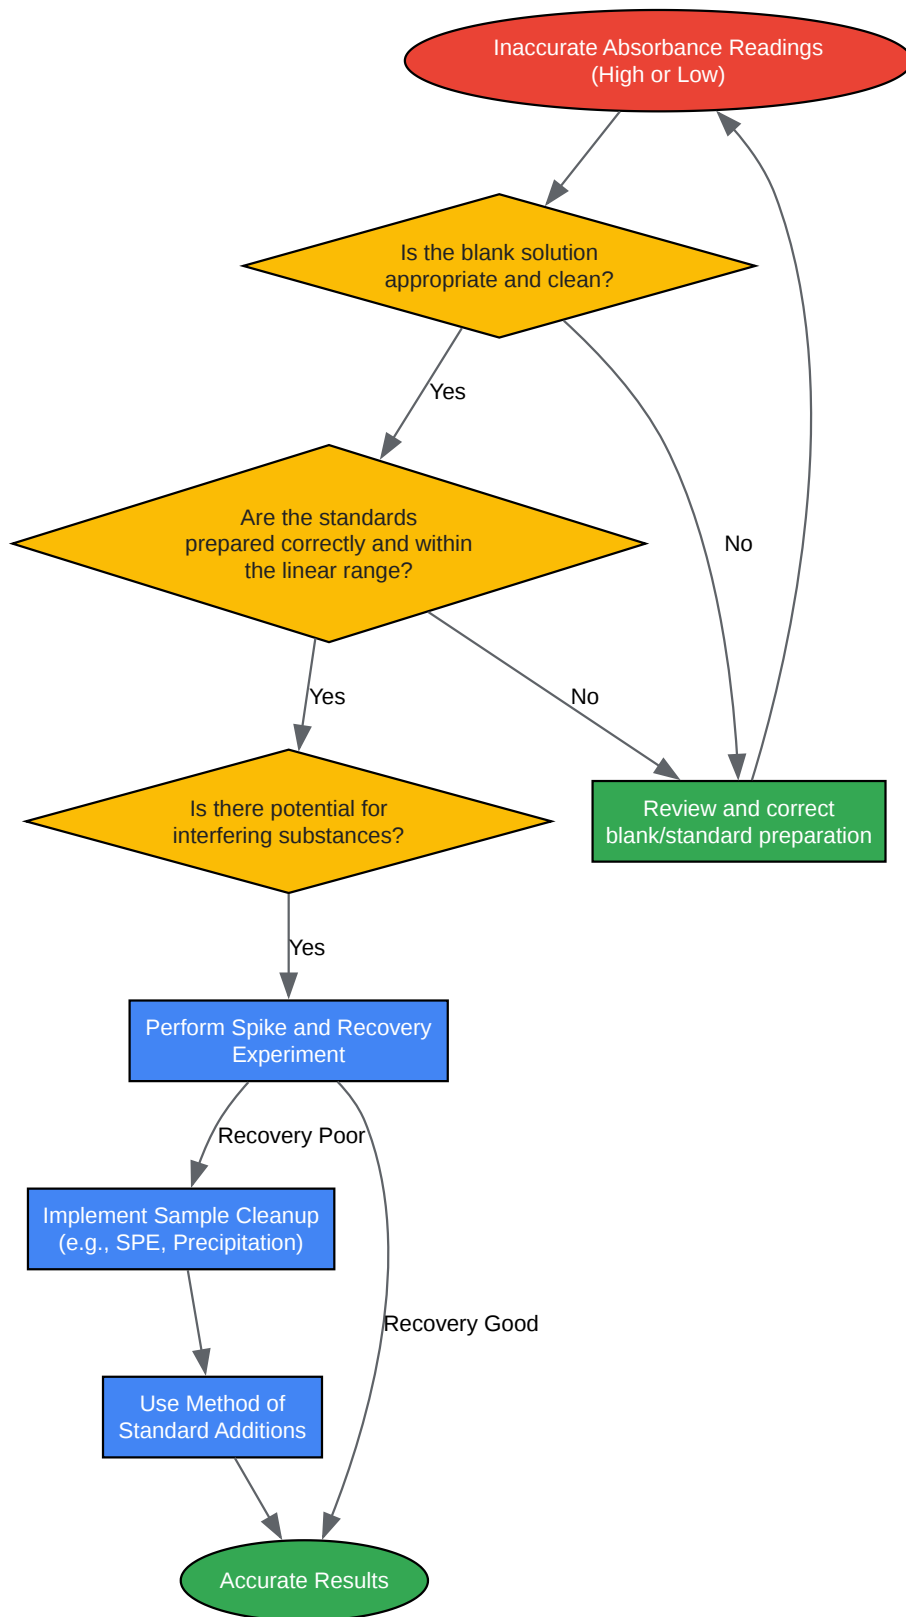 Inaccurate Absorbance Readings
(High or Low)
Is the blank solution
appropriate and clean?
Yes
No
Are the standards
prepared correctly and within
the linear range?
Yes
No
Is there potential for
interfering substances?
Review and correct
blank/standard preparation
Yes
Perform Spike and Recovery
Experiment
Recovery Poor
Implement Sample Cleanup
(e.g., SPE, Precipitation)
Recovery Good
Use Method of
Standard Additions
Accurate Results